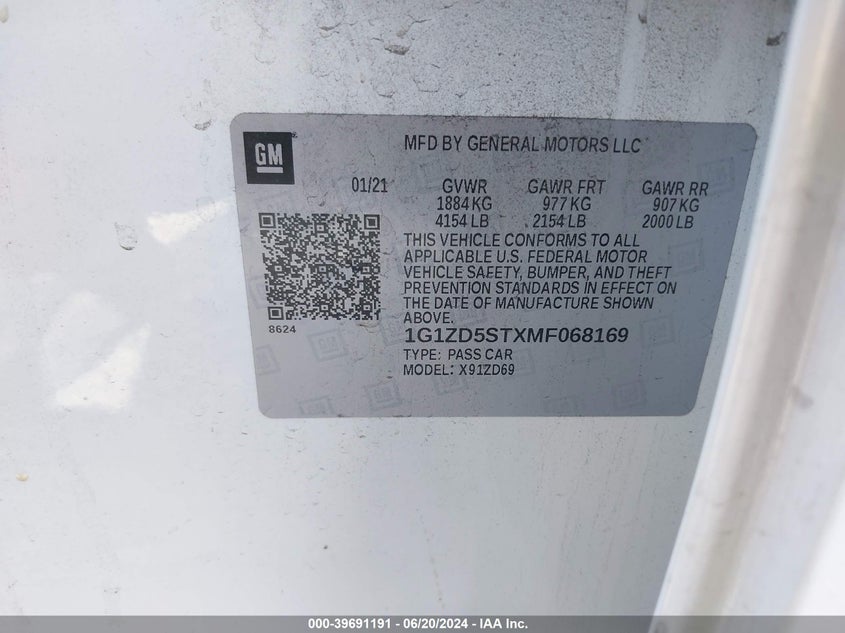 GM
MFD BY GENERAL MOTORS LLC
01/21
GVWR GAWR FRT GAWR RR
1884 KG 977 KG 907 KG
4154 LB 2154 LB 2000 LB
THIS VEHICLE CONFORMS TO ALL
APPLICABLE U.S. FEDERAL MOTOR
VEHICLE SAFETY, BUMPER, AND THEFT
PREVENTION STANDARDS IN EFFECT ON
THE DATE OF MANUFACTURE SHOWN
ABOVE.
8624
1G1ZD5STXMF068169
TYPE: PASS CAR
MODEL: X91ZD69
000-39691191 - 06/20/2024 - IAA Inc.